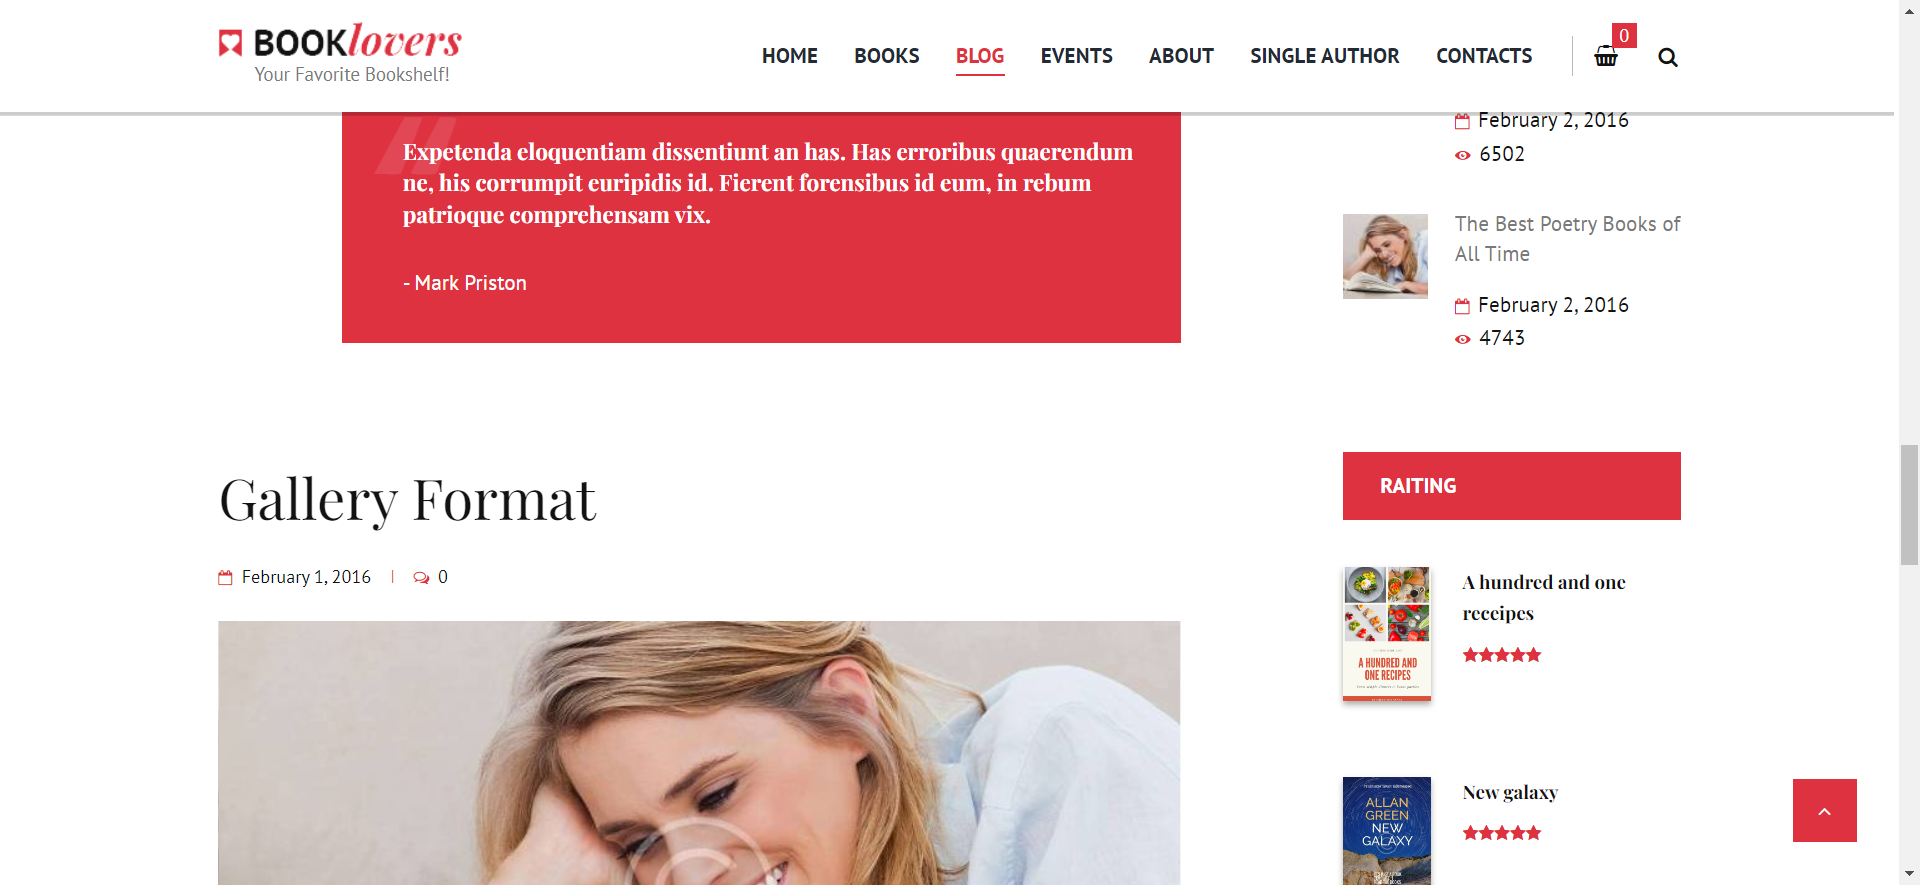 BOOKlovers
Your Favorite Bookshelf!
HOME BOOKS BLOG EVENTS ABOUT SINGLE AUTHOR CONTACTS
0
Expetenda eloquentiam dissentiunt an has. Has erroribus quaerendum
ne, his corrumpit euripidis id. Fierent forensibus id eum, in rebum
patrioque comprehensam vix.
- Mark Priston
Gallery Format
February 1, 2016 | 0
February 2, 2016
6502
The Best Poetry Books of
All Time
February 2, 2016
4743
RAITING
A HUNDRED AND
ONE RECIPES
A hundred and one
receipes
ALLAN
GREEN
NEW
GALAXY
New galaxy